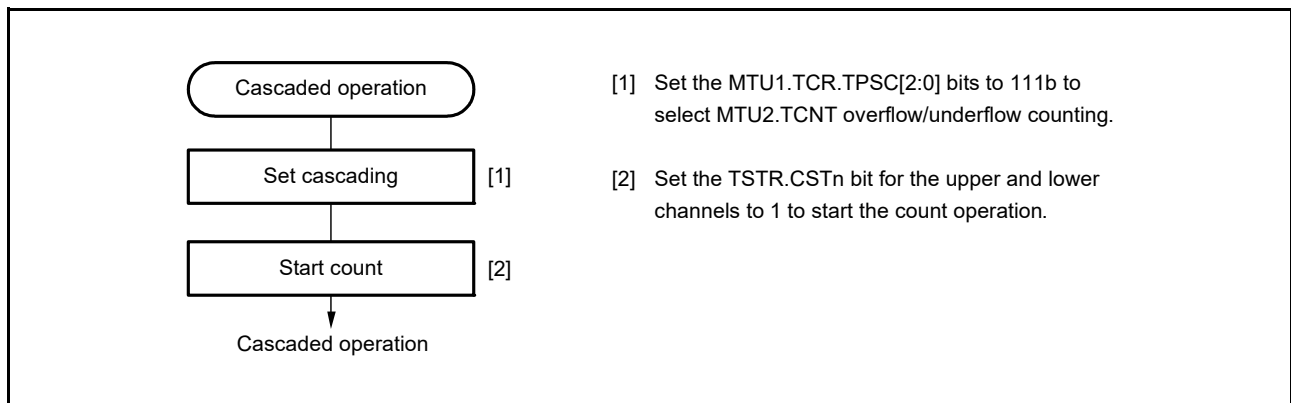 Cascaded operation
Set cascading [1]
Start count [2]
Cascaded operation
[1] Set the MTU1.TCR.TPSC[2:0] bits to 111b to
select MTU2.TCNT overflow/underflow counting.
[2] Set the TSTR.CSTn bit for the upper and lower
channels to 1 to start the count operation.